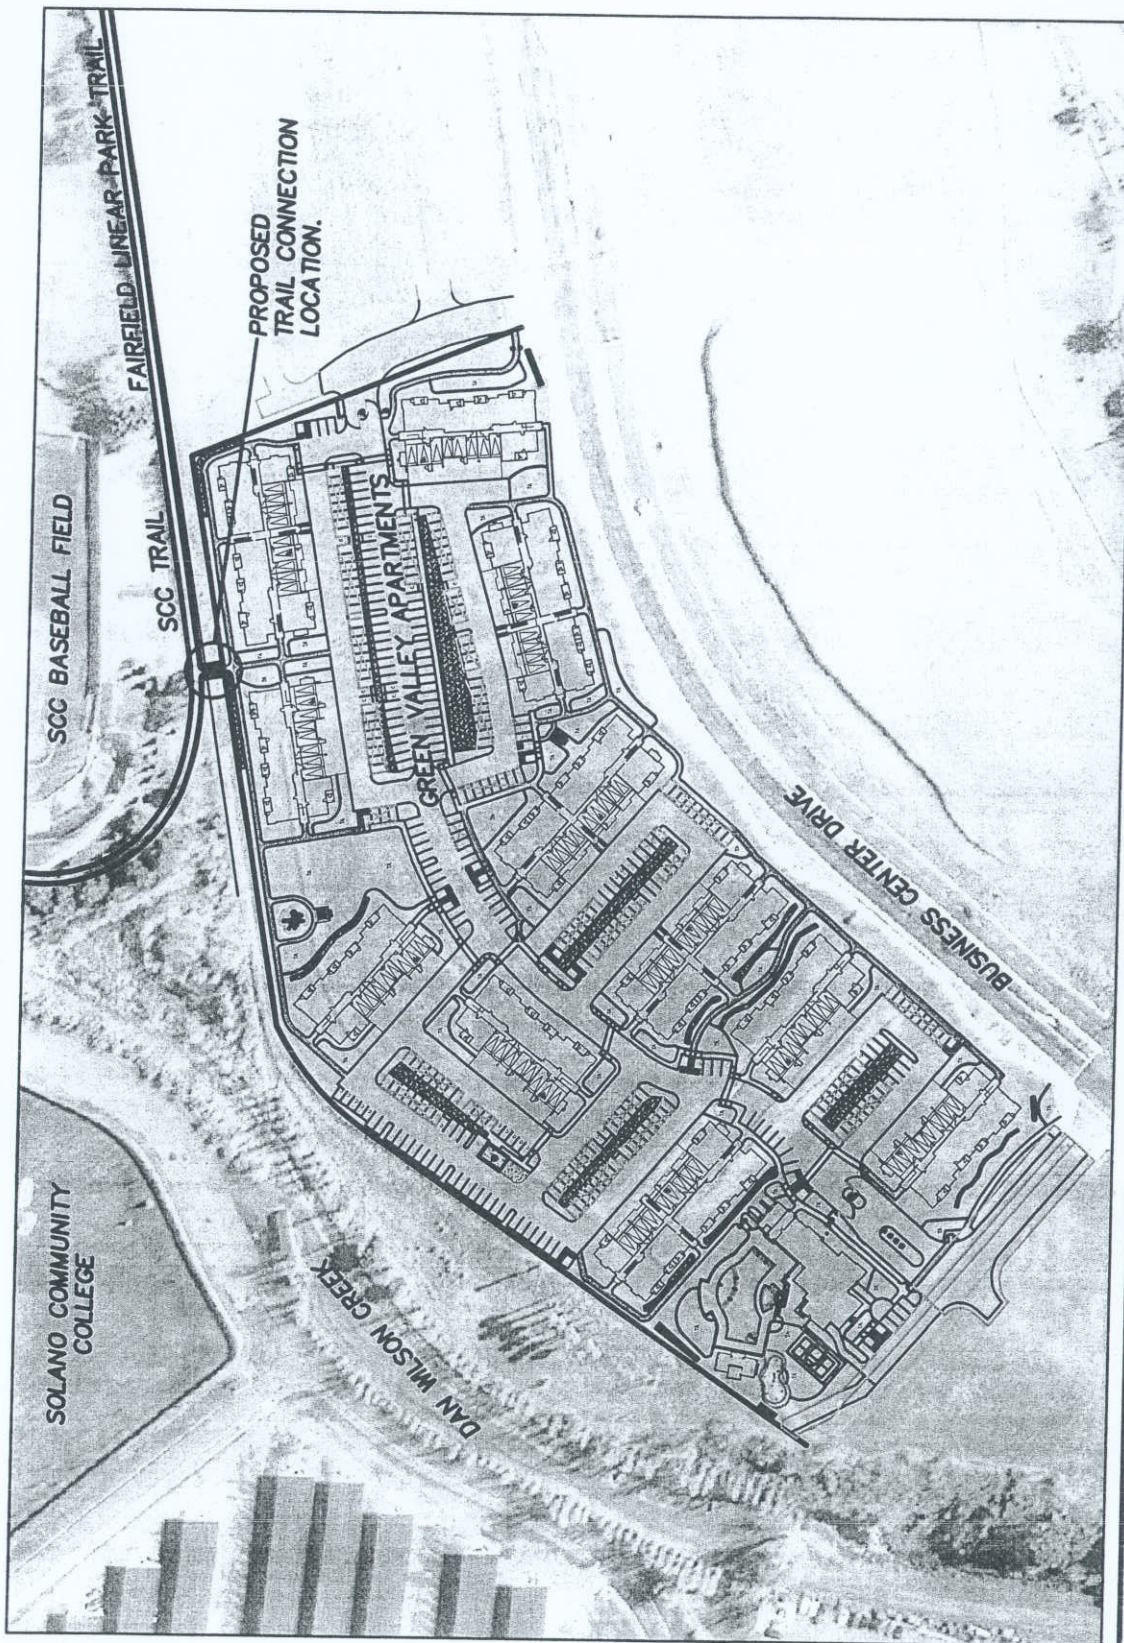 SOLANO COMMUNITY
COLLEGE
SCC BASEBALL FIELD
SCC TRAIL
FAIRFIELD LINEAR PARK TRAIL
PROPOSED
TRAIL CONNECTION
LOCATION.
GREEN VALLEY APARTMENTS
DAN WILSON CREEK
BUSINESS CENTER DRIVE